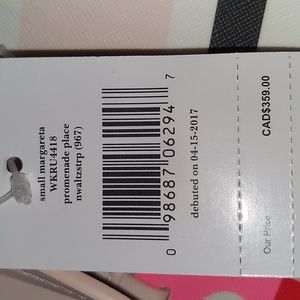 small margareta
WKRU4418
promenade place
nwaltzstrp (967)
0 98687 06294 7
debuted on 04-15-2017
CAD$359.00
Our Price